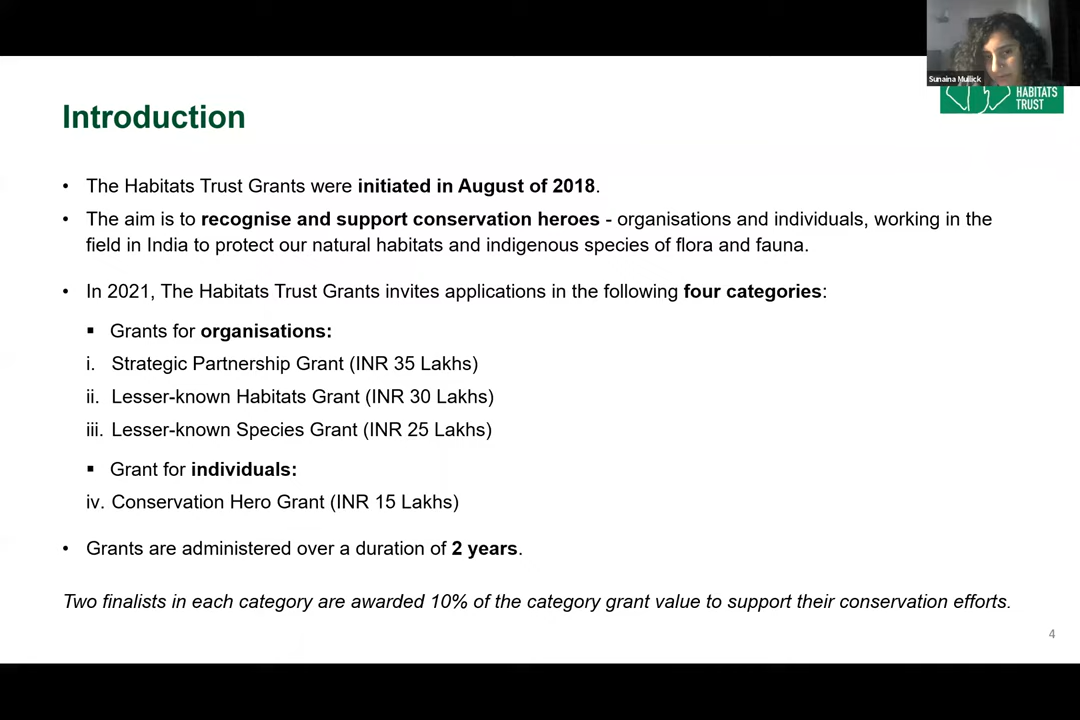 Sunaina Mullick
HABITATS
TRUST
Introduction
• The Habitats Trust Grants were initiated in August of 2018.
• The aim is to recognise and support conservation heroes - organisations and individuals, working in the
field in India to protect our natural habitats and indigenous species of flora and fauna.
• In 2021, The Habitats Trust Grants invites applications in the following four categories:
▪ Grants for organisations:
i. Strategic Partnership Grant (INR 35 Lakhs)
ii. Lesser-known Habitats Grant (INR 30 Lakhs)
iii. Lesser-known Species Grant (INR 25 Lakhs)
▪ Grant for individuals:
iv. Conservation Hero Grant (INR 15 Lakhs)
• Grants are administered over a duration of 2 years.
Two finalists in each category are awarded 10% of the category grant value to support their conservation efforts.
4